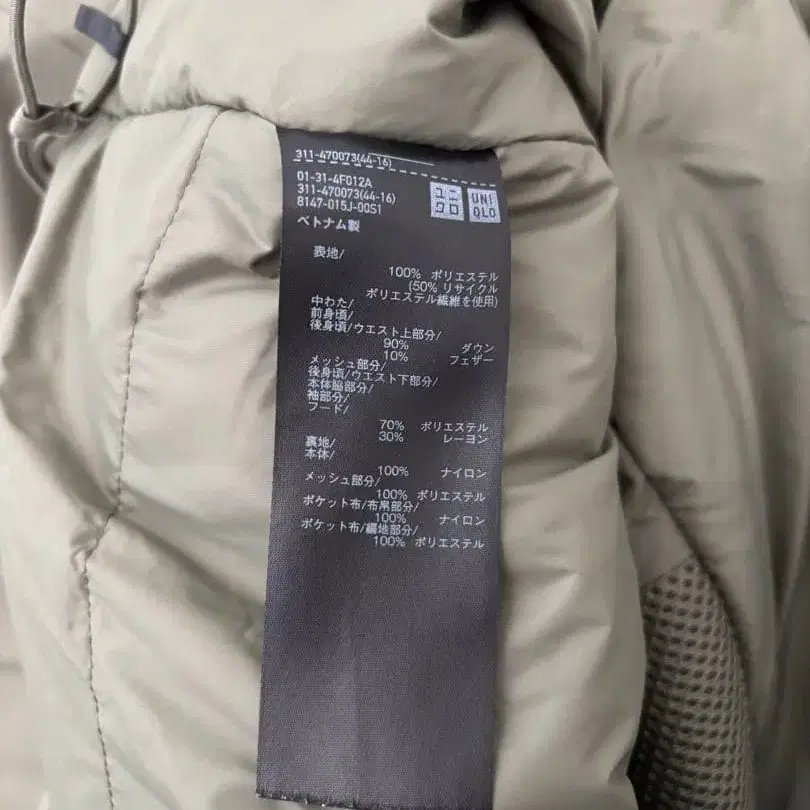 311-470073(44-16)
01-31-4F012A
311-470073(44-16)
8147-015J-00S1
ユニ
クロ
UNI
QLO
ベトナム製
表地/
100% ポリエステル
(50% リサイクル
ポリエステル繊維を使用)
中わた/
前身頃/
後身頃/ウエスト上部分/
90% ダウン
10% フェザー
メッシュ部分/
後身頃/ウエスト下部分/
本体脇部分/
袖部分/
フード/
70% ポリエステル
30% レーヨン
裏地/
本体/
100% ナイロン
メッシュ部分/
100% ポリエステル
ポケット布/布帛部分/
100% ナイロン
ポケット布/編地部分/
100% ポリエステル